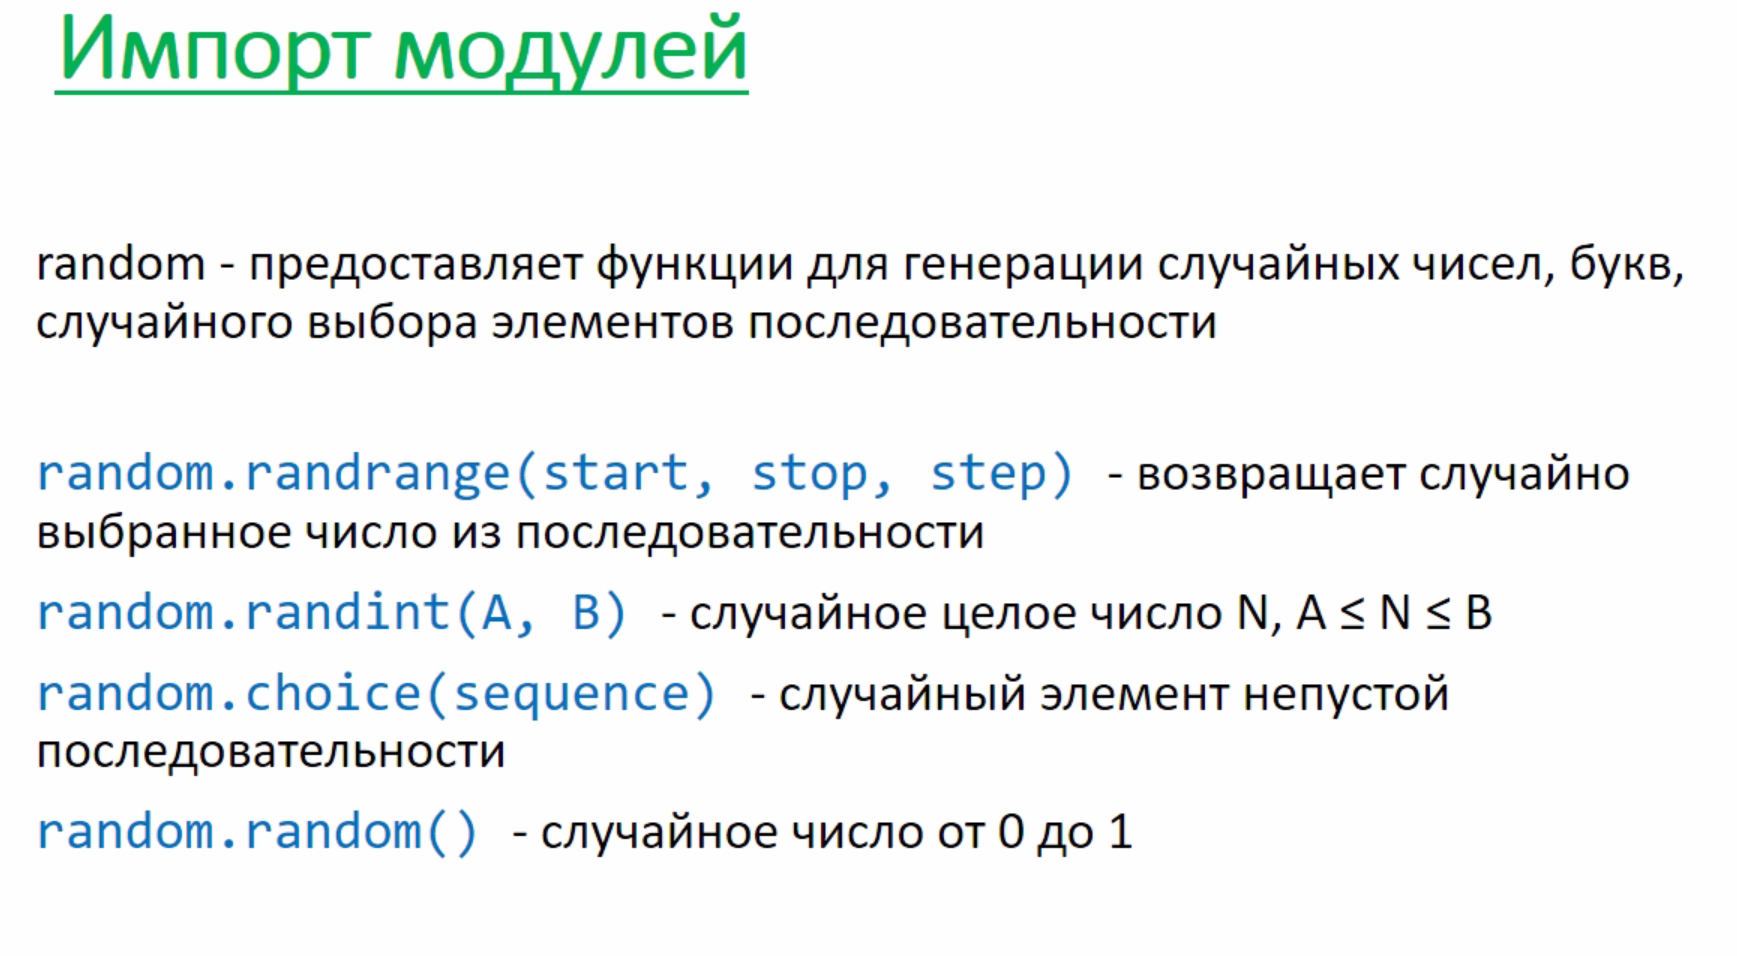 Импорт модулей
random - предоставляет функции для генерации случайных чисел, букв,
случайного выбора элементов последовательности
random.randrange(start, stop, step) - возвращает случайно
выбранное число из последовательности
random.randint(A, B) - случайное целое число N, A ≤ N ≤ B
random.choice(sequence) - случайный элемент непустой
последовательности
random.random() - случайное число от 0 до 1